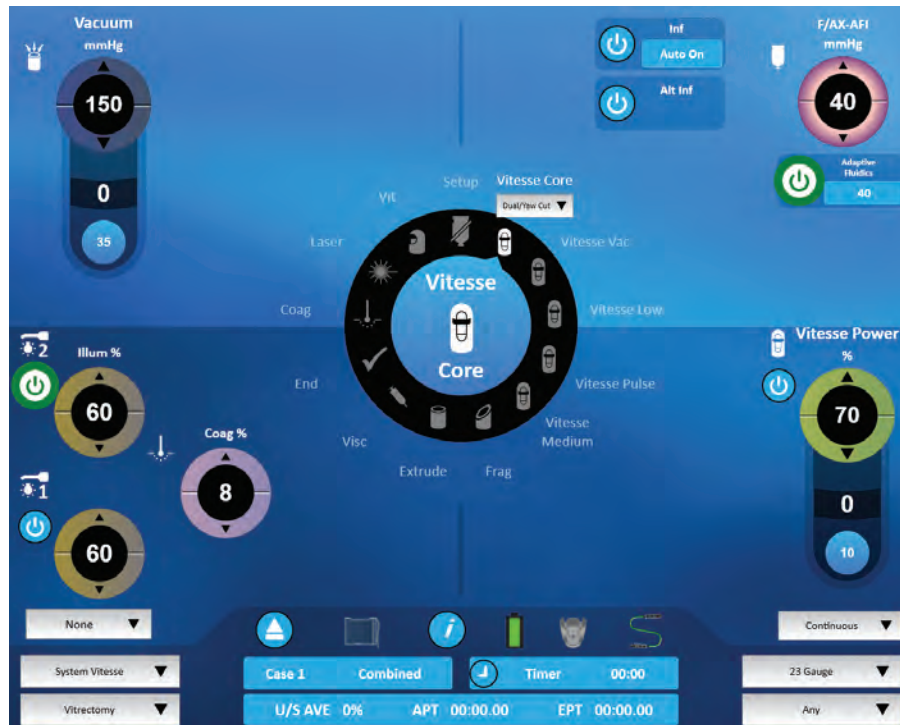 Vacuum
mmHg
150
0
35
Inf
Auto On
Alt Inf
F/AX-AFI
mmHg
40
Adaptive
Fluidics
40
Setup
Vitesse Core
Dual/Yaw Cut
Vit
Vitesse Vac
Laser
Vitesse Low
Coag
Vitesse Pulse
End
Vitesse
Medium
Visc
Extrude
Frag
Vitesse
Core
2
Illum %
60
Coag %
8
1
60
Vitesse Power
%
70
0
10
None
Continuous
System Vitesse
Case 1 Combined
Timer 00:00
23 Gauge
Vitrectomy
U/S AVE 0% APT 00:00.00 EPT 00:00.00
Any